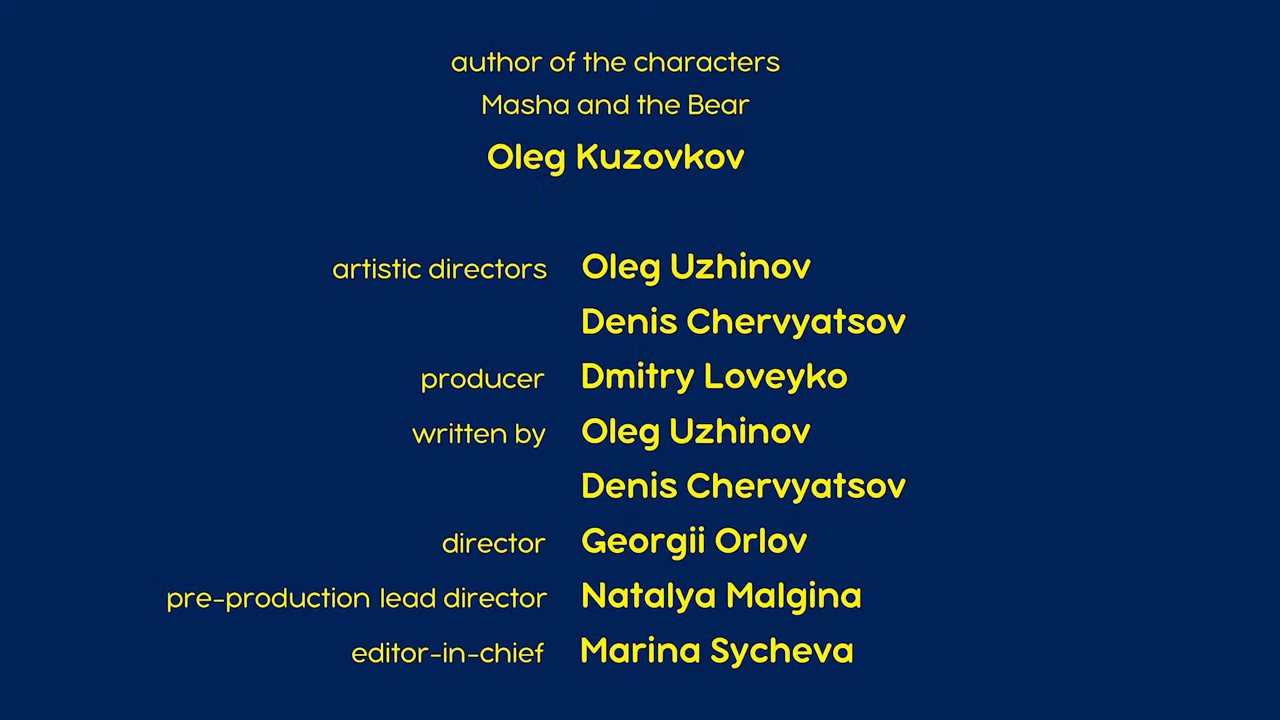 author of the characters
Masha and the Bear
Oleg Kuzovkov
artistic directors Oleg Uzhinov
Denis Chervyatsov
producer Dmitry Loveyko
written by Oleg Uzhinov
Denis Chervyatsov
director Georgii Orlov
pre-production lead director Natalya Malgina
editor-in-chief Marina Sycheva